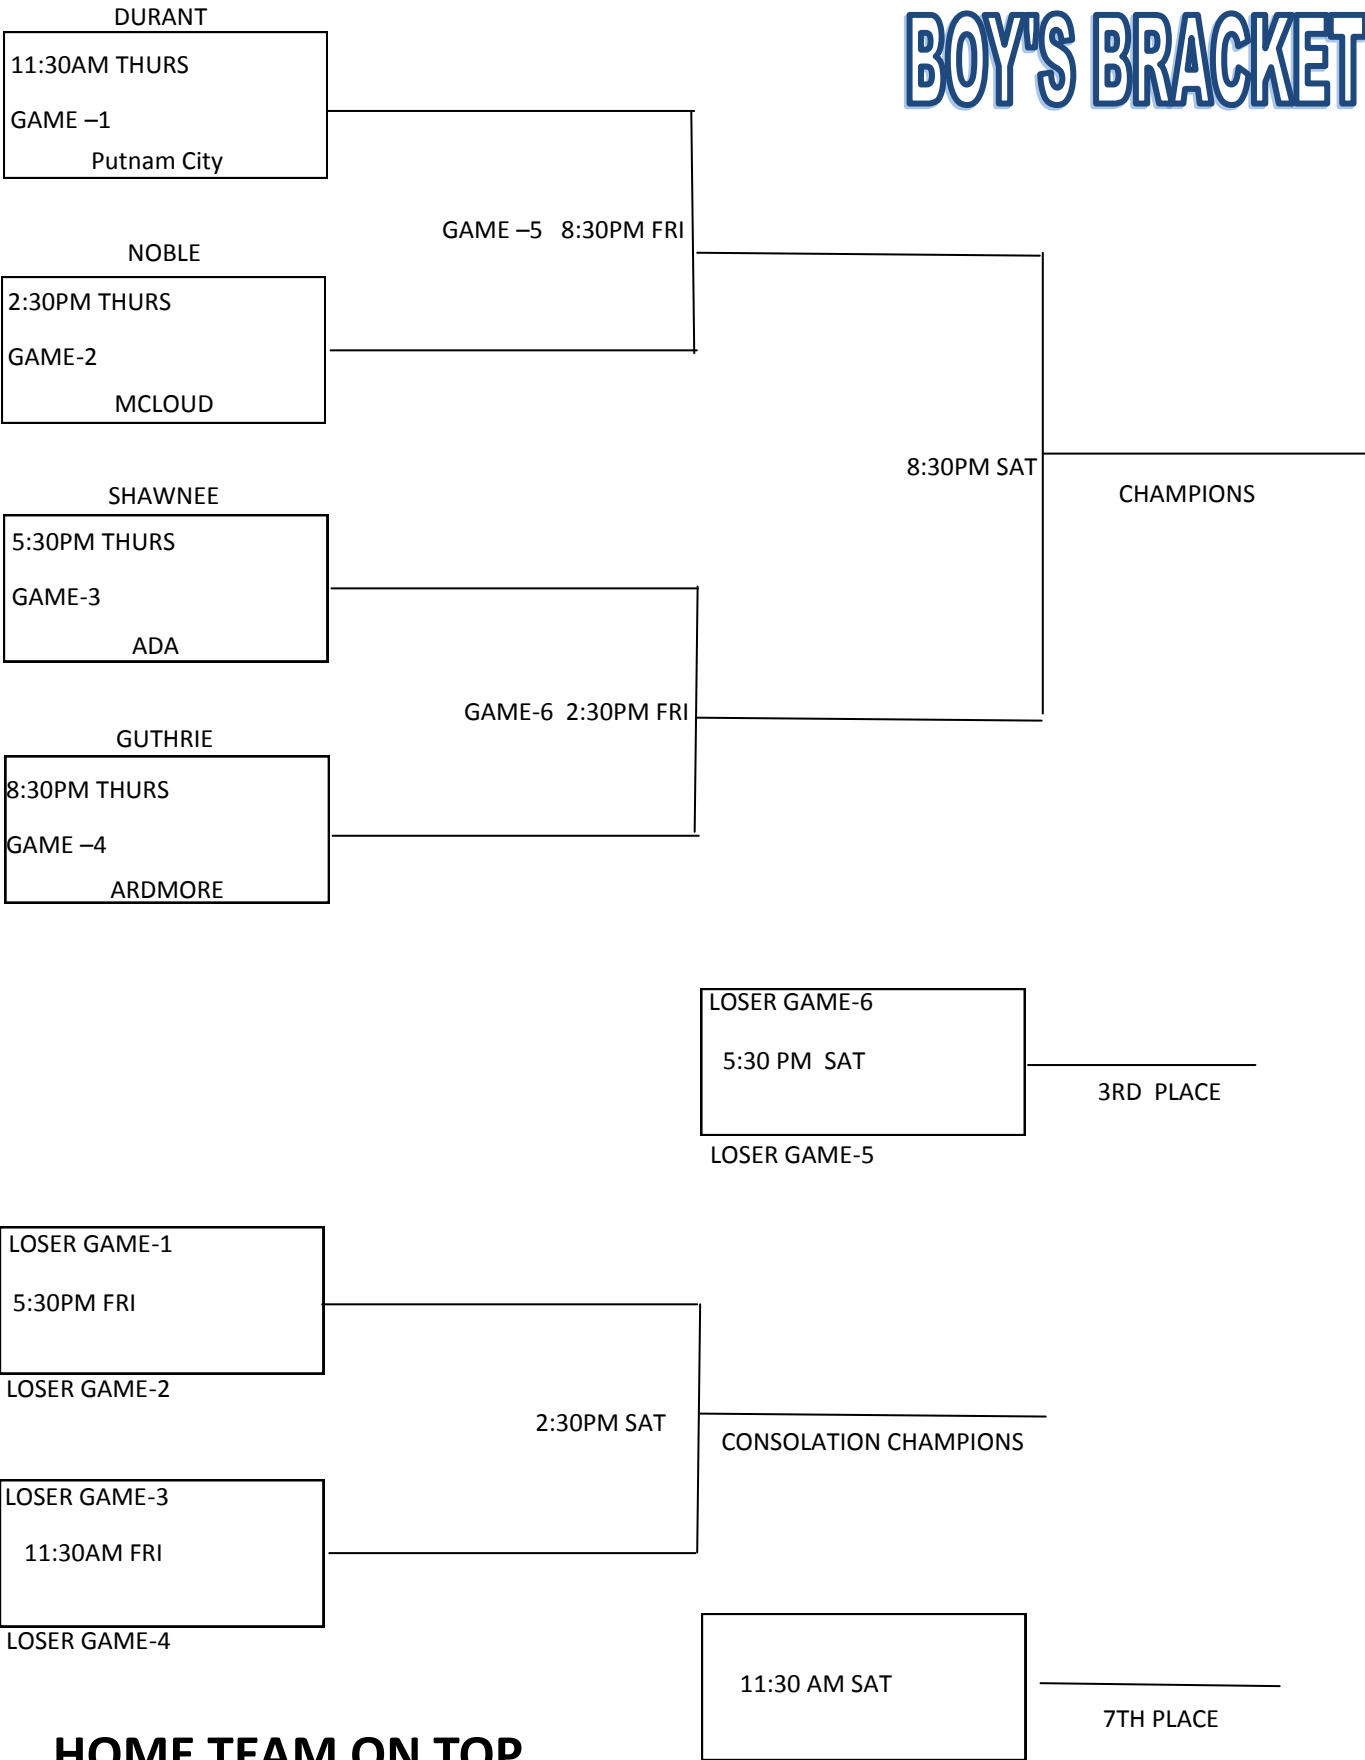 DURANT
BOY'S BRACKET
11:30AM THURS
GAME –1
Putnam City
GAME –5 8:30PM FRI
NOBLE
2:30PM THURS
GAME-2
MCLOUD
8:30PM SAT
CHAMPIONS
SHAWNEE
5:30PM THURS
GAME-3
ADA
GAME-6 2:30PM FRI
GUTHRIE
8:30PM THURS
GAME –4
ARDMORE
LOSER GAME-6
5:30 PM SAT
3RD PLACE
LOSER GAME-5
LOSER GAME-1
5:30PM FRI
LOSER GAME-2
2:30PM SAT
CONSOLATION CHAMPIONS
LOSER GAME-3
11:30AM FRI
LOSER GAME-4
11:30 AM SAT
7TH PLACE
HOME TEAM ON TOP